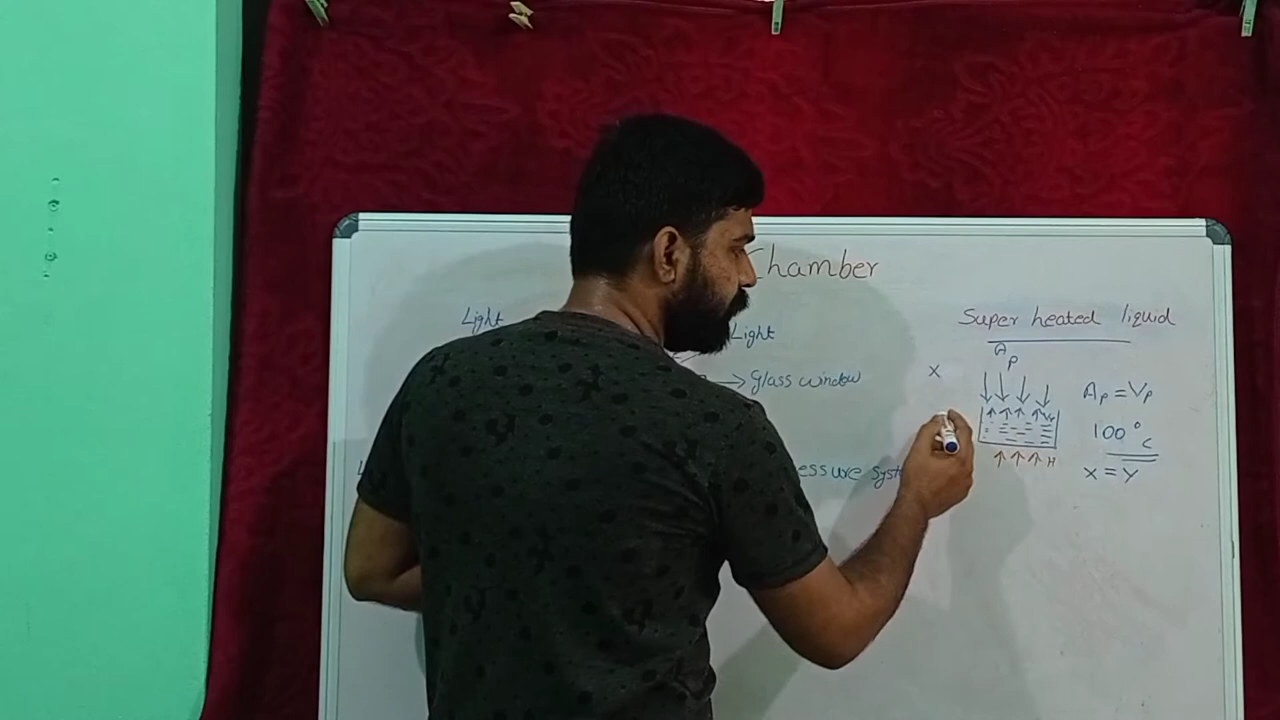 Chamber
Light
Light
Super heated liquid
Glass window
x
Ap
Ap = Vp
100°c
H
essure syst
x = y